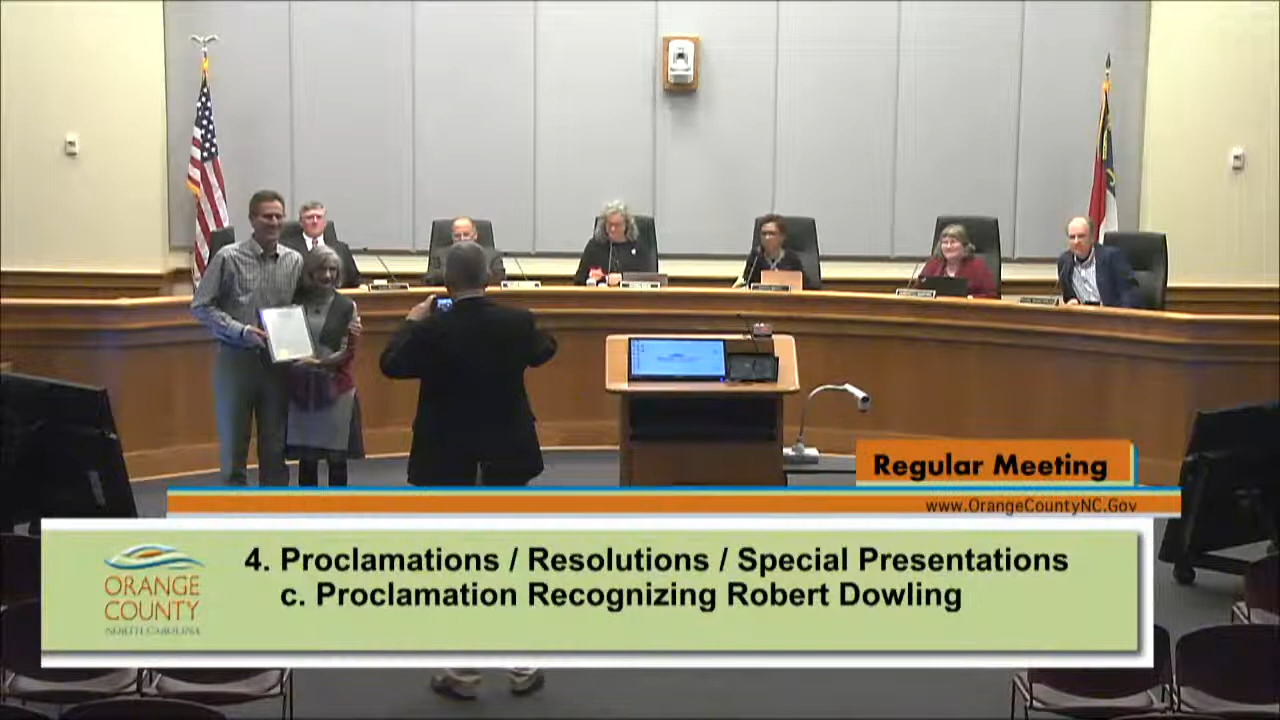 Regular Meeting
www.OrangeCountyNC.Gov
4. Proclamations / Resolutions / Special Presentations
c. Proclamation Recognizing Robert Dowling
ORANGE
COUNTY
NORTH CAROLINA